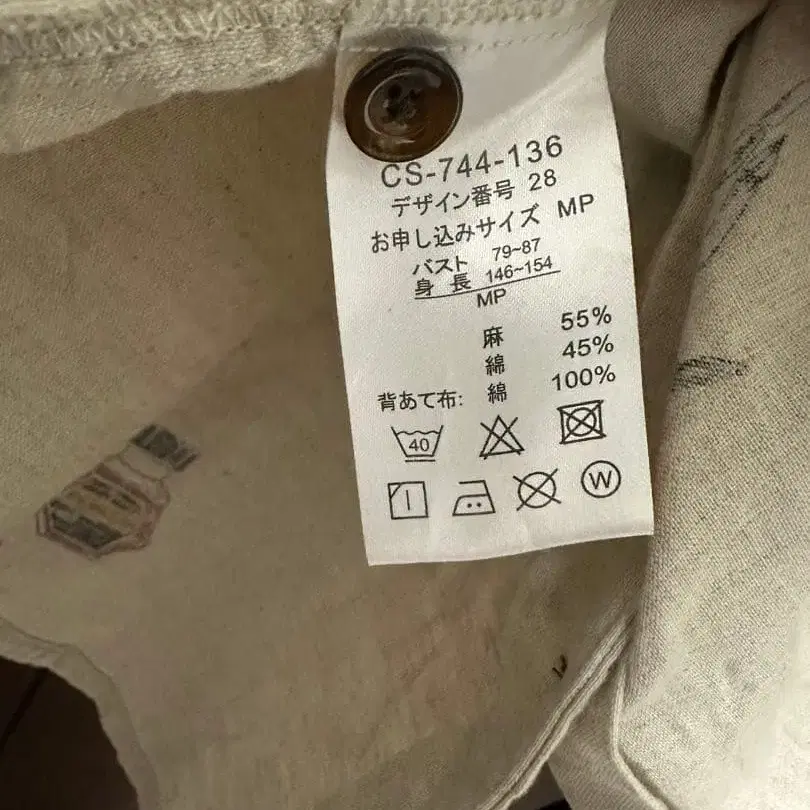 CS-744-136
デザイン番号 28
お申し込みサイズ MP
バスト 79~87
身 長 146~154
MP
麻 55%
綿 45%
背あて布: 綿 100%
40
W